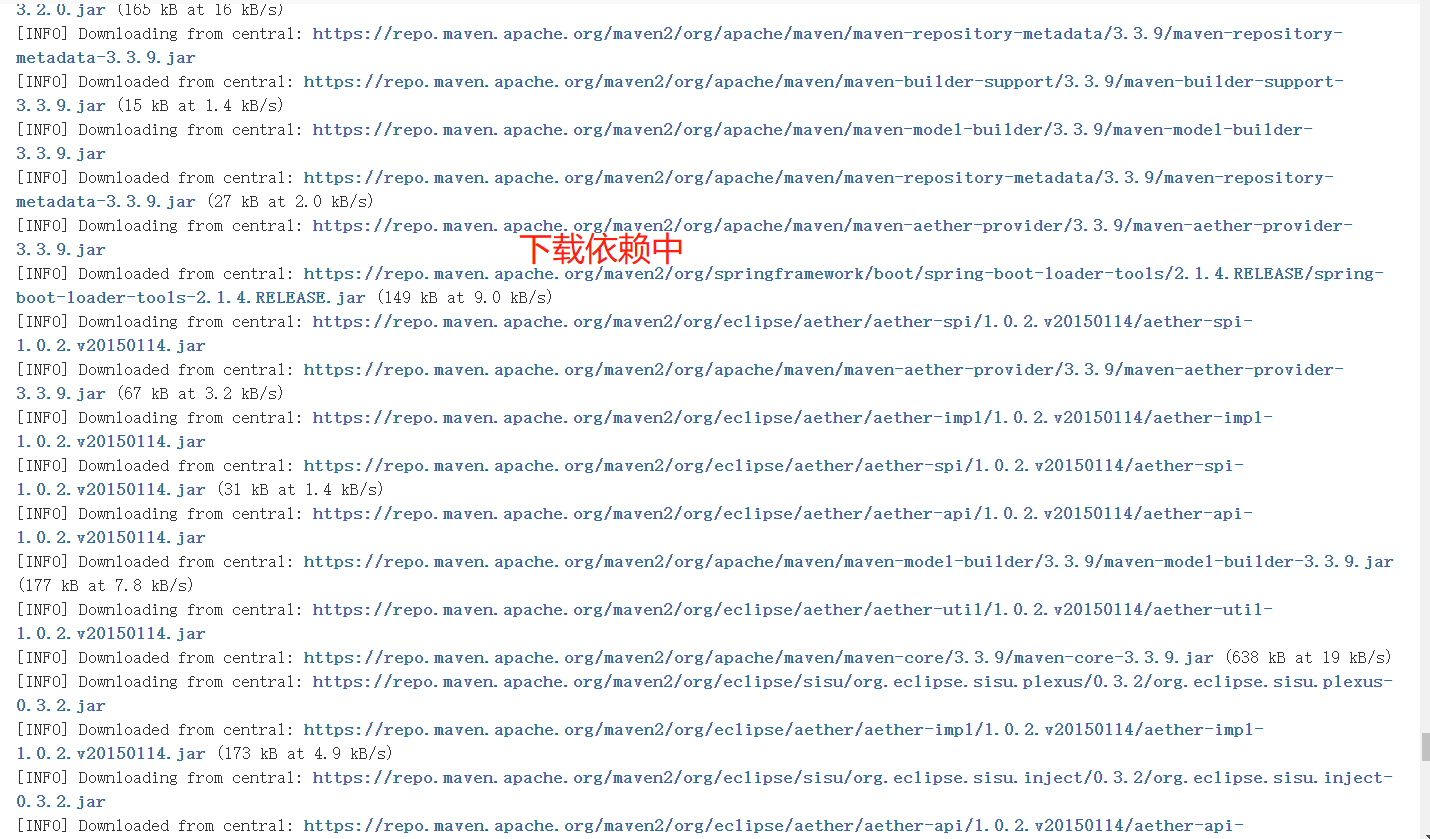 3.2.0.jar (165 kB at 16 kB/s)
[INFO] Downloading from central: https://repo.maven.apache.org/maven2/org/apache/maven/maven-repository-
metadata/3.3.9/maven-repository-metadata-3.3.9.jar
[INFO] Downloaded from central: https://repo.maven.apache.org/maven2/org/apache/maven/maven-builder-support/3.3.9/maven-builder-support-
3.3.9.jar (15 kB at 1.4 kB/s)
[INFO] Downloading from central: https://repo.maven.apache.org/maven2/org/apache/maven/maven-model-builder/3.3.9/maven-model-builder-
3.3.9.jar
[INFO] Downloaded from central: https://repo.maven.apache.org/maven2/org/apache/maven/maven-repository-metadata/3.3.9/maven-repository-
metadata-3.3.9.jar (27 kB at 2.0 kB/s)
[INFO] Downloading from central: https://repo.maven.apache.org/maven2/org/apache/maven/maven-aether-provider/3.3.9/maven-aether-provider-
3.3.9.jar
下载依赖中
[INFO] Downloaded from central: https://repo.maven.apache.org/maven2/org/springframework/boot/spring-boot-loader-tools/2.1.4.RELEASE/spring-
boot-loader-tools-2.1.4.RELEASE.jar (149 kB at 9.0 kB/s)
[INFO] Downloading from central: https://repo.maven.apache.org/maven2/org/eclipse/aether/aether-spi/1.0.2.v20150114/aether-spi-
1.0.2.v20150114.jar
[INFO] Downloaded from central: https://repo.maven.apache.org/maven2/org/apache/maven/maven-aether-provider/3.3.9/maven-aether-provider-
3.3.9.jar (67 kB at 3.2 kB/s)
[INFO] Downloading from central: https://repo.maven.apache.org/maven2/org/eclipse/aether/aether-impl/1.0.2.v20150114/aether-impl-
1.0.2.v20150114.jar
[INFO] Downloaded from central: https://repo.maven.apache.org/maven2/org/eclipse/aether/aether-spi/1.0.2.v20150114/aether-spi-
1.0.2.v20150114.jar (31 kB at 1.4 kB/s)
[INFO] Downloading from central: https://repo.maven.apache.org/maven2/org/eclipse/aether/aether-api/1.0.2.v20150114/aether-api-
1.0.2.v20150114.jar
[INFO] Downloaded from central: https://repo.maven.apache.org/maven2/org/apache/maven/maven-model-builder/3.3.9/maven-model-builder-3.3.9.jar
(177 kB at 7.8 kB/s)
[INFO] Downloading from central: https://repo.maven.apache.org/maven2/org/eclipse/aether/aether-util/1.0.2.v20150114/aether-util-
1.0.2.v20150114.jar
[INFO] Downloaded from central: https://repo.maven.apache.org/maven2/org/apache/maven/maven-core/3.3.9/maven-core-3.3.9.jar (638 kB at 19 kB/s)
[INFO] Downloading from central: https://repo.maven.apache.org/maven2/org/eclipse/sisu/org.eclipse.sisu.plexus/0.3.2/org.eclipse.sisu.plexus-
0.3.2.jar
[INFO] Downloaded from central: https://repo.maven.apache.org/maven2/org/eclipse/aether/aether-impl/1.0.2.v20150114/aether-impl-
1.0.2.v20150114.jar (173 kB at 4.9 kB/s)
[INFO] Downloading from central: https://repo.maven.apache.org/maven2/org/eclipse/sisu/org.eclipse.sisu.inject/0.3.2/org.eclipse.sisu.inject-
0.3.2.jar
[INFO] Downloaded from central: https://repo.maven.apache.org/maven2/org/eclipse/aether/aether-api/1.0.2.v20150114/aether-api-